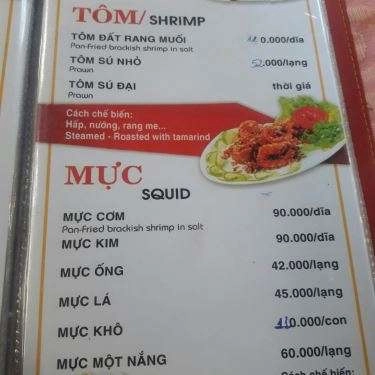 TÔM/ SHRIMP
TÔM ĐẤT RANG MUỐI 0.000/dĩa
Pan-Fried brackish shrimp in salt
TÔM SÚ NHỎ 52.000/lạng
Prawn
TÔM SÚ ĐẠI thời giá
Prawn
Cách chế biến:
Hấp, nướng, rang me...
Steamed - Roasted with tamarind
MỰC SQUID
MỰC CƠM 90.000/dĩa
Pan-Fried brackish shrimp in salt
MỰC KIM 90.000/dĩa
MỰC ỐNG 42.000/lạng
MỰC LÁ 45.000/lạng
MỰC KHÔ 0.000/con
MỰC MỘT NẮNG 60.000/lạng
Cách chế biến: